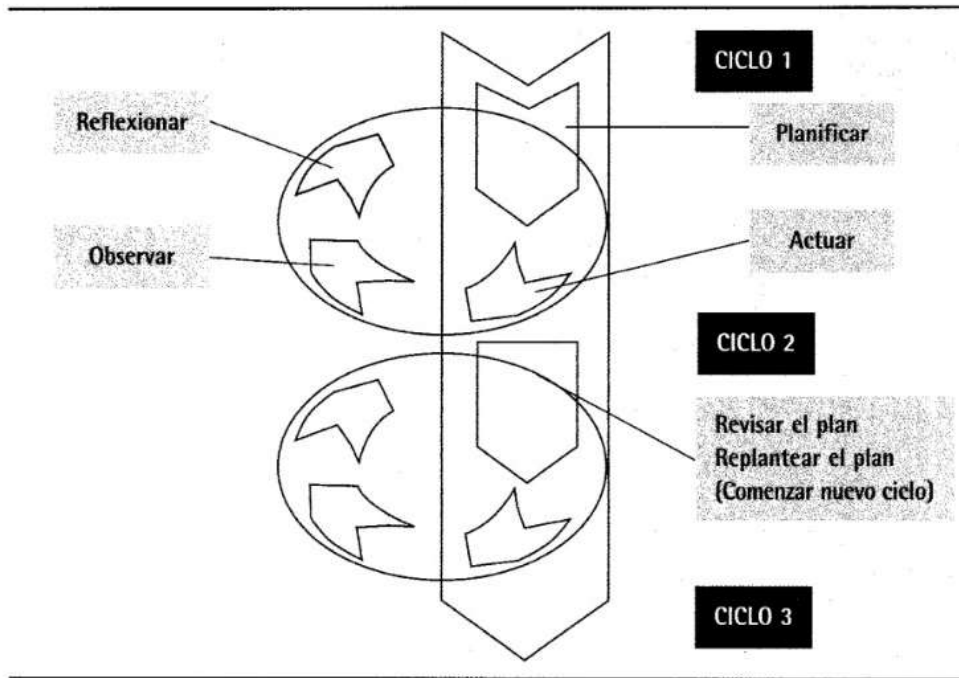 CICLO 1
Reflexionar
Planificar
Observar
Actuar
CICLO 2
Revisar el plan
Replantear el plan
(Comenzar nuevo ciclo)
CICLO 3